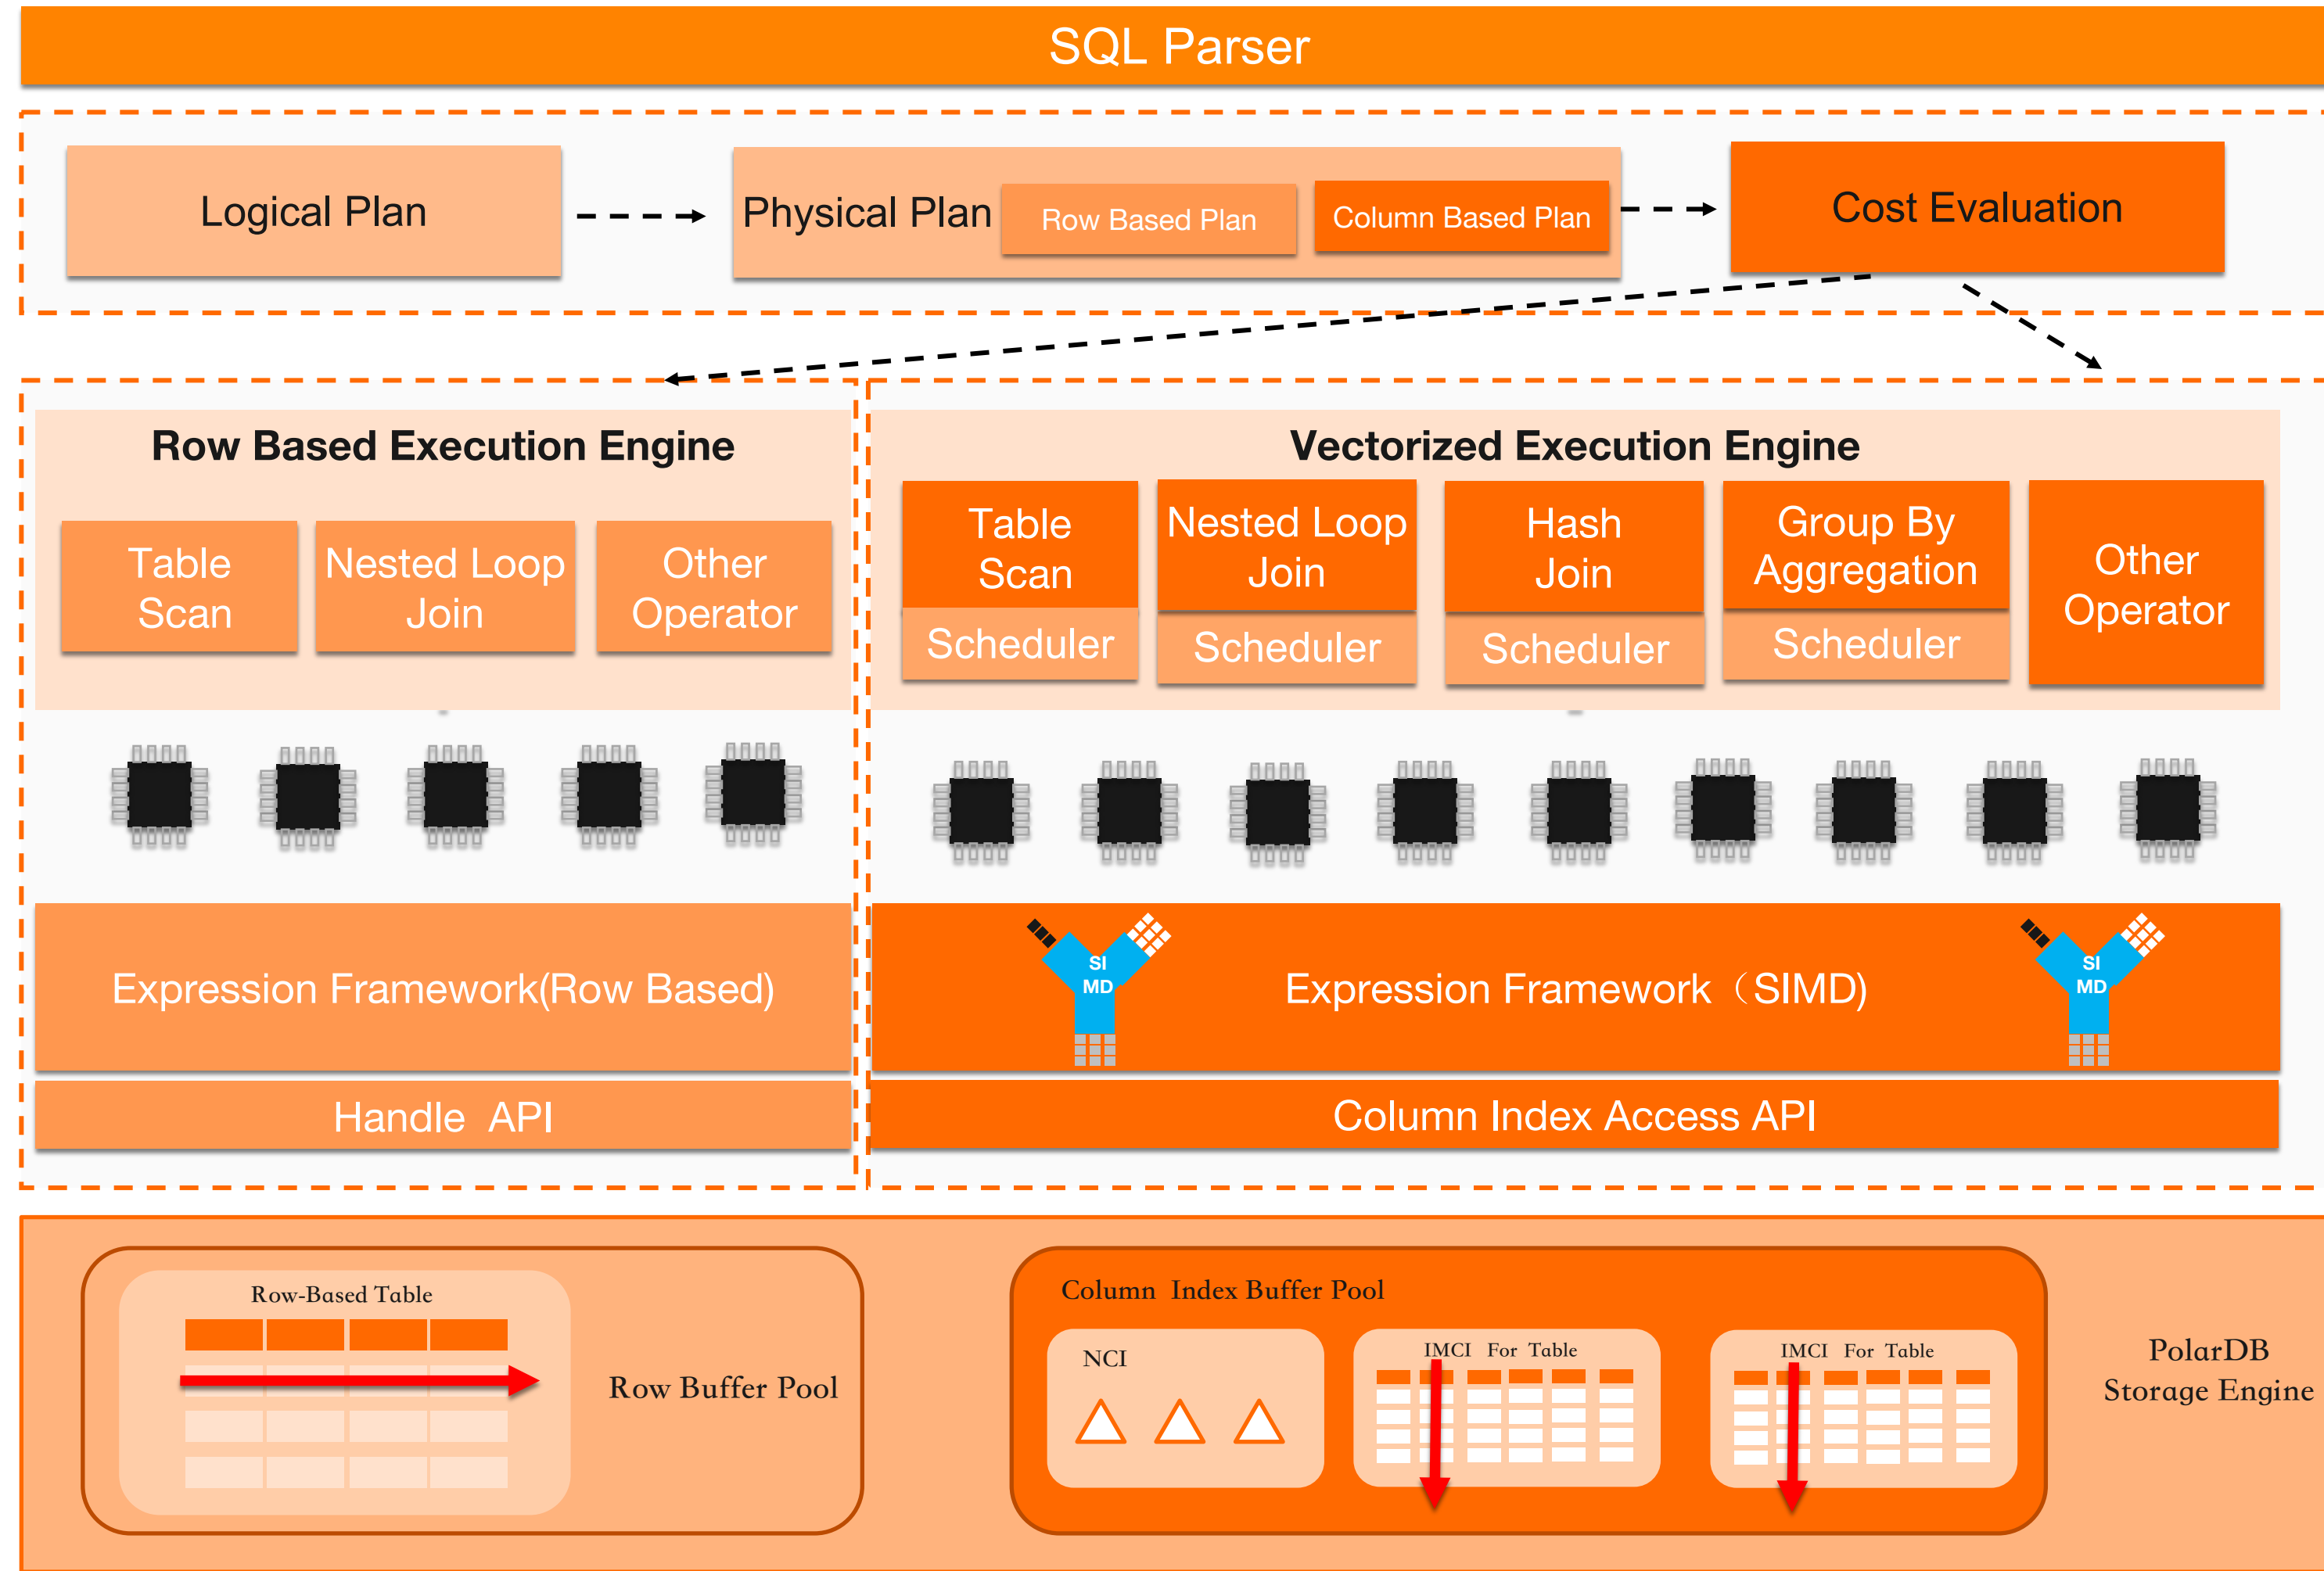 SQL Parser
Logical Plan
Physical Plan
Row Based Plan
Column Based Plan
Cost Evaluation
Row Based Execution Engine
Table
Scan
Nested Loop
Join
Other
Operator
Vectorized Execution Engine
Table
Scan
Scheduler
Nested Loop
Join
Scheduler
Hash
Join
Scheduler
Group By
Aggregation
Scheduler
Other
Operator
Expression Framework(Row Based)
SI
MD
Expression Framework（SIMD)
SI
MD
Handle API
Column Index Access API
Row-Based Table
Row Buffer Pool
Column Index Buffer Pool
NCI
IMCI For Table
IMCI For Table
PolarDB
Storage Engine